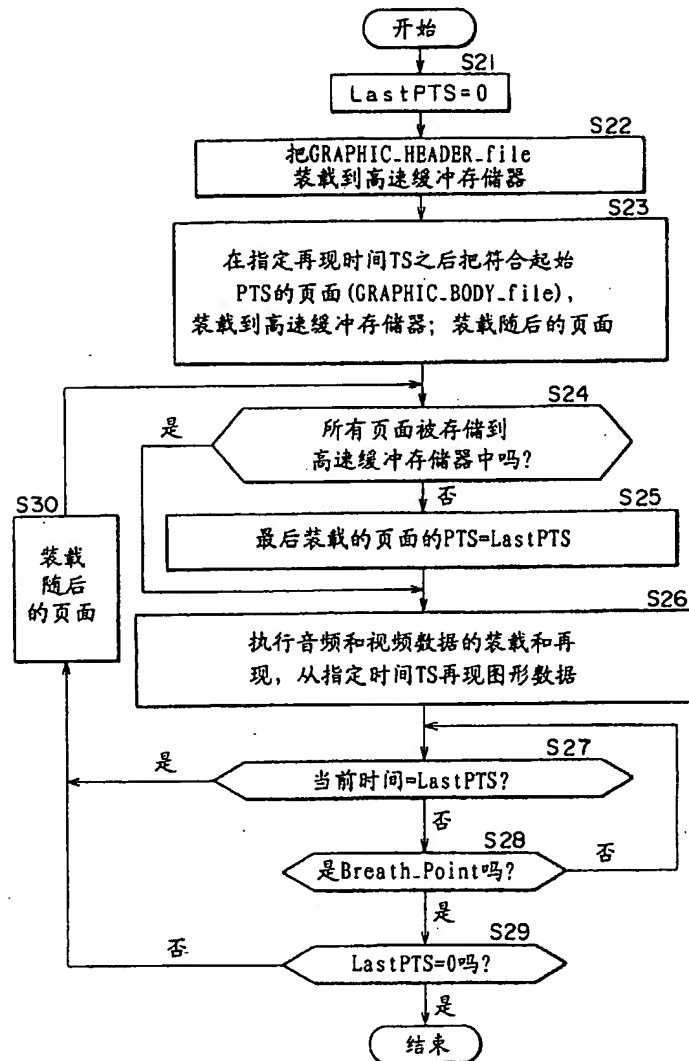 开始
S21
LastPTS=0
S22
把GRAPHIC_HEADER_file
装载到高速缓冲存储器
S23
在指定再现时间TS之后把符合起始
PTS的页面(GRAPHIC_BODY_file),
装载到高速缓冲存储器; 装载随后的页面
S24
是
所有页面被存储到
高速缓冲存储器中吗?
否
S30
装载
随后
的页面
S25
最后装载的页面的PTS=LastPTS
S26
执行音频和视频数据的装载和再
现, 从指定时间TS再现图形数据
S27
是
当前时间=LastPTS?
否
S28
是Breath_Point吗?
否
是
S29
否
LastPTS=0吗?
是
结束